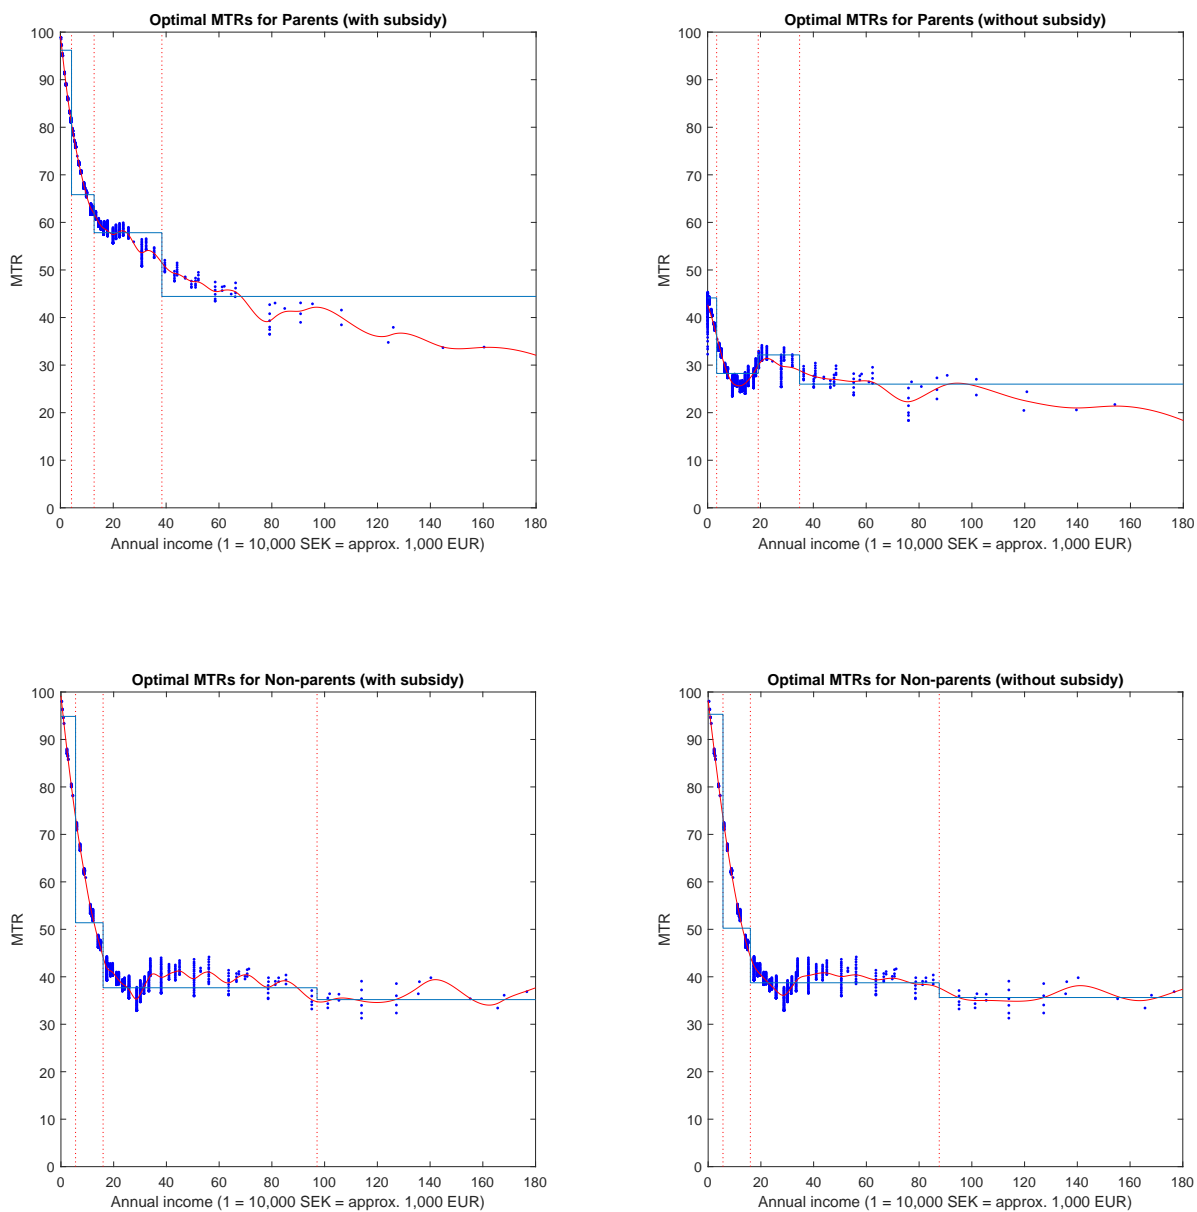 Optimal MTRs for Parents (with subsidy)
100
90
80
70
60
50
40
30
20
10
0
MTR
0 20 40 60 80 100 120 140 160 180
Annual income (1 = 10,000 SEK = approx. 1,000 EUR)
Optimal MTRs for Parents (without subsidy)
100
90
80
70
60
50
40
30
20
10
0
MTR
0 20 40 60 80 100 120 140 160 180
Annual income (1 = 10,000 SEK = approx. 1,000 EUR)
Optimal MTRs for Non-parents (with subsidy)
100
90
80
70
60
50
40
30
20
10
0
MTR
0 20 40 60 80 100 120 140 160 180
Annual income (1 = 10,000 SEK = approx. 1,000 EUR)
Optimal MTRs for Non-parents (without subsidy)
100
90
80
70
60
50
40
30
20
10
0
MTR
0 20 40 60 80 100 120 140 160 180
Annual income (1 = 10,000 SEK = approx. 1,000 EUR)